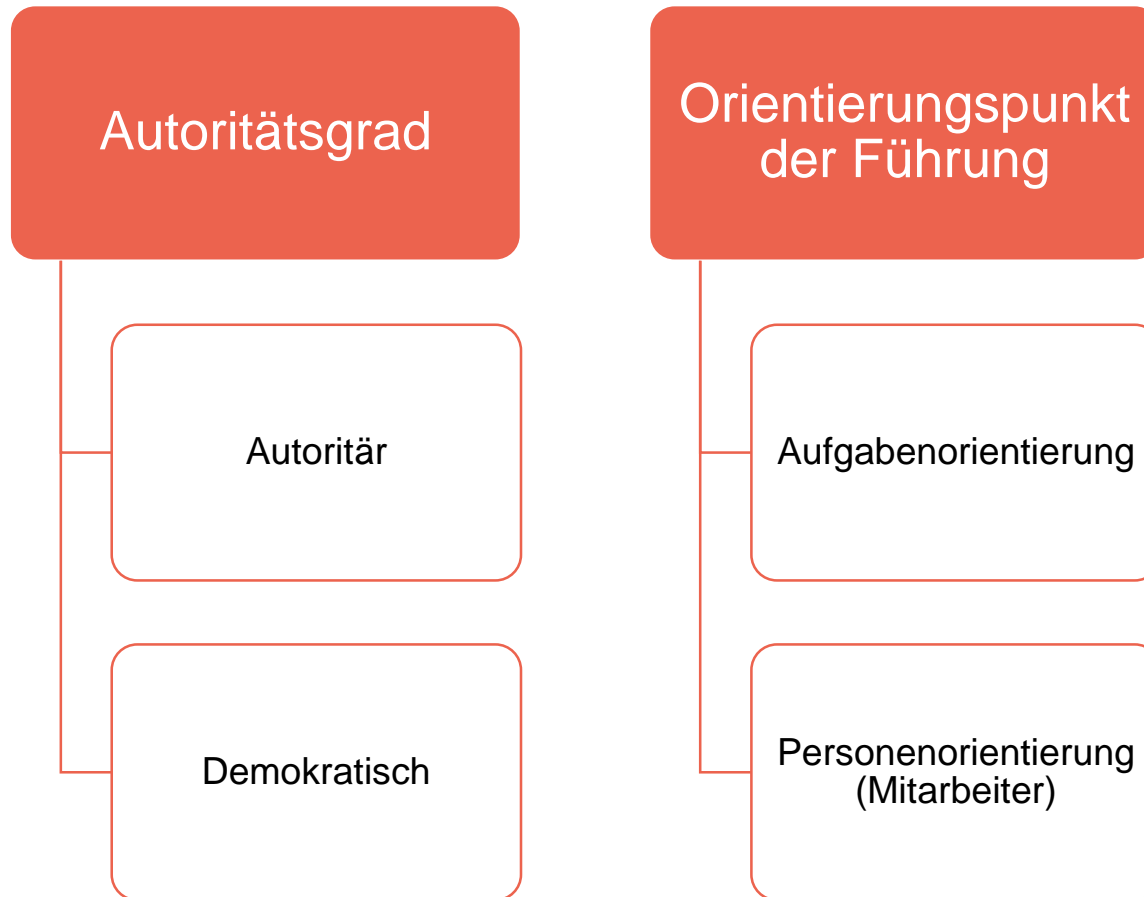 Autoritätsgrad
Autoritär
Demokratisch
Orientierungspunkt
der Führung
Aufgabenorientierung
Personenorientierung
(Mitarbeiter)